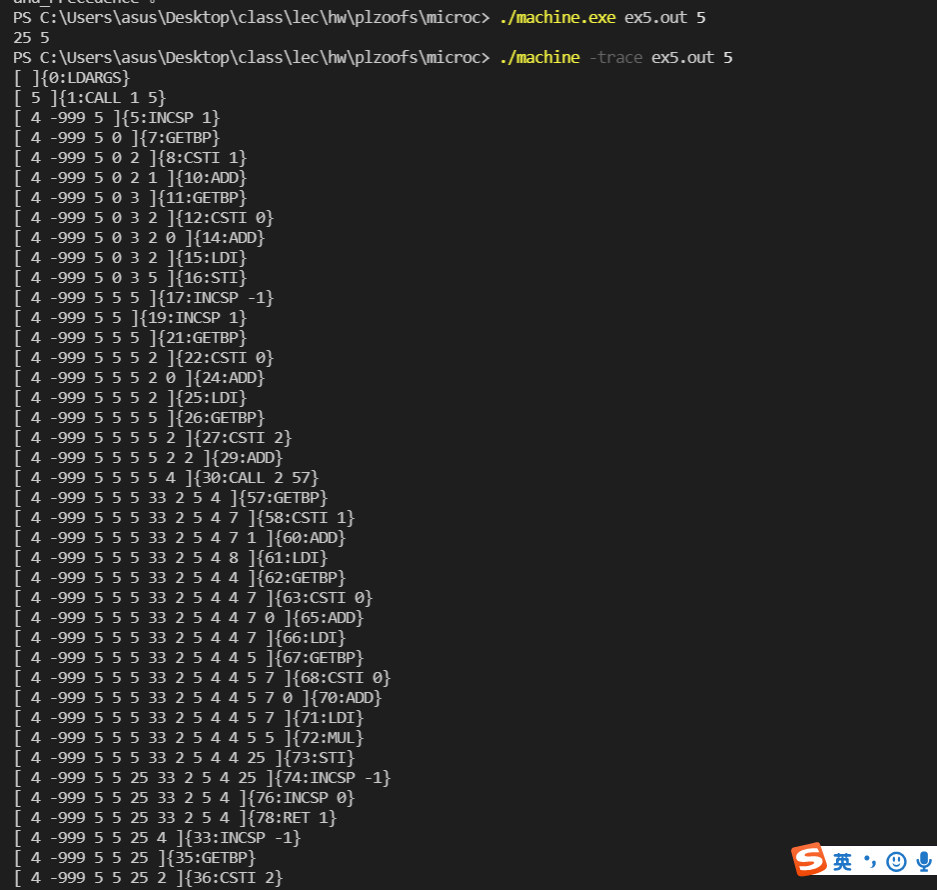 PS C:\Users\asus\Desktop\class\lec\hw\plzoofs\microc> ./machine.exe ex5.out 5
25 5
PS C:\Users\asus\Desktop\class\lec\hw\plzoofs\microc> ./machine -trace ex5.out 5
[ ]{0:LDARGS}
[ 5 ]{1:CALL 1 5}
[ 4 -999 5 ]{5:INCSP 1}
[ 4 -999 5 0 ]{7:GETBP}
[ 4 -999 5 0 2 ]{8:CSTI 1}
[ 4 -999 5 0 2 1 ]{10:ADD}
[ 4 -999 5 0 3 ]{11:GETBP}
[ 4 -999 5 0 3 2 ]{12:CSTI 0}
[ 4 -999 5 0 3 2 0 ]{14:ADD}
[ 4 -999 5 0 3 2 ]{15:LDI}
[ 4 -999 5 0 3 5 ]{16:STI}
[ 4 -999 5 5 5 ]{17:INCSP -1}
[ 4 -999 5 5 ]{19:INCSP 1}
[ 4 -999 5 5 5 ]{21:GETBP}
[ 4 -999 5 5 5 2 ]{22:CSTI 0}
[ 4 -999 5 5 5 2 0 ]{24:ADD}
[ 4 -999 5 5 5 2 ]{25:LDI}
[ 4 -999 5 5 5 5 ]{26:GETBP}
[ 4 -999 5 5 5 5 2 ]{27:CSTI 2}
[ 4 -999 5 5 5 5 2 2 ]{29:ADD}
[ 4 -999 5 5 5 5 4 ]{30:CALL 2 57}
[ 4 -999 5 5 5 33 2 5 4 ]{57:GETBP}
[ 4 -999 5 5 5 33 2 5 4 7 ]{58:CSTI 1}
[ 4 -999 5 5 5 33 2 5 4 7 1 ]{60:ADD}
[ 4 -999 5 5 5 33 2 5 4 8 ]{61:LDI}
[ 4 -999 5 5 5 33 2 5 4 4 ]{62:GETBP}
[ 4 -999 5 5 5 33 2 5 4 4 7 ]{63:CSTI 0}
[ 4 -999 5 5 5 33 2 5 4 4 7 0 ]{65:ADD}
[ 4 -999 5 5 5 33 2 5 4 4 7 ]{66:LDI}
[ 4 -999 5 5 5 33 2 5 4 4 5 ]{67:GETBP}
[ 4 -999 5 5 5 33 2 5 4 4 5 7 ]{68:CSTI 0}
[ 4 -999 5 5 5 33 2 5 4 4 5 7 0 ]{70:ADD}
[ 4 -999 5 5 5 33 2 5 4 4 5 7 ]{71:LDI}
[ 4 -999 5 5 5 33 2 5 4 4 5 5 ]{72:MUL}
[ 4 -999 5 5 5 33 2 5 4 4 25 ]{73:STI}
[ 4 -999 5 5 25 33 2 5 4 25 ]{74:INCSP -1}
[ 4 -999 5 5 25 33 2 5 4 ]{76:INCSP 0}
[ 4 -999 5 5 25 33 2 5 4 ]{78:RET 1}
[ 4 -999 5 5 25 4 ]{33:INCSP -1}
[ 4 -999 5 5 25 ]{35:GETBP}
[ 4 -999 5 5 25 2 ]{36:CSTI 2}
S 英